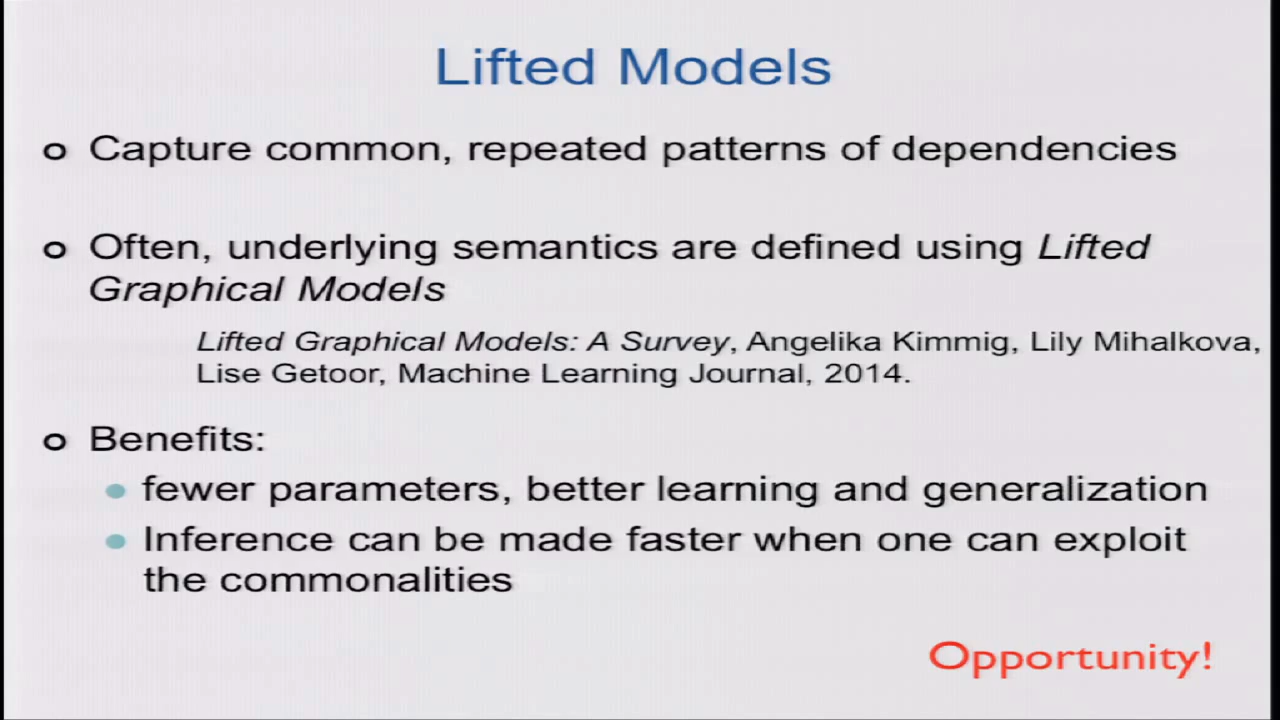 Lifted Models
o Capture common, repeated patterns of dependencies
o Often, underlying semantics are defined using Lifted
Graphical Models
Lifted Graphical Models: A Survey, Angelika Kimmig, Lily Mihalkova,
Lise Getoor, Machine Learning Journal, 2014.
o Benefits:
• fewer parameters, better learning and generalization
• Inference can be made faster when one can exploit
the commonalities
Opportunity!